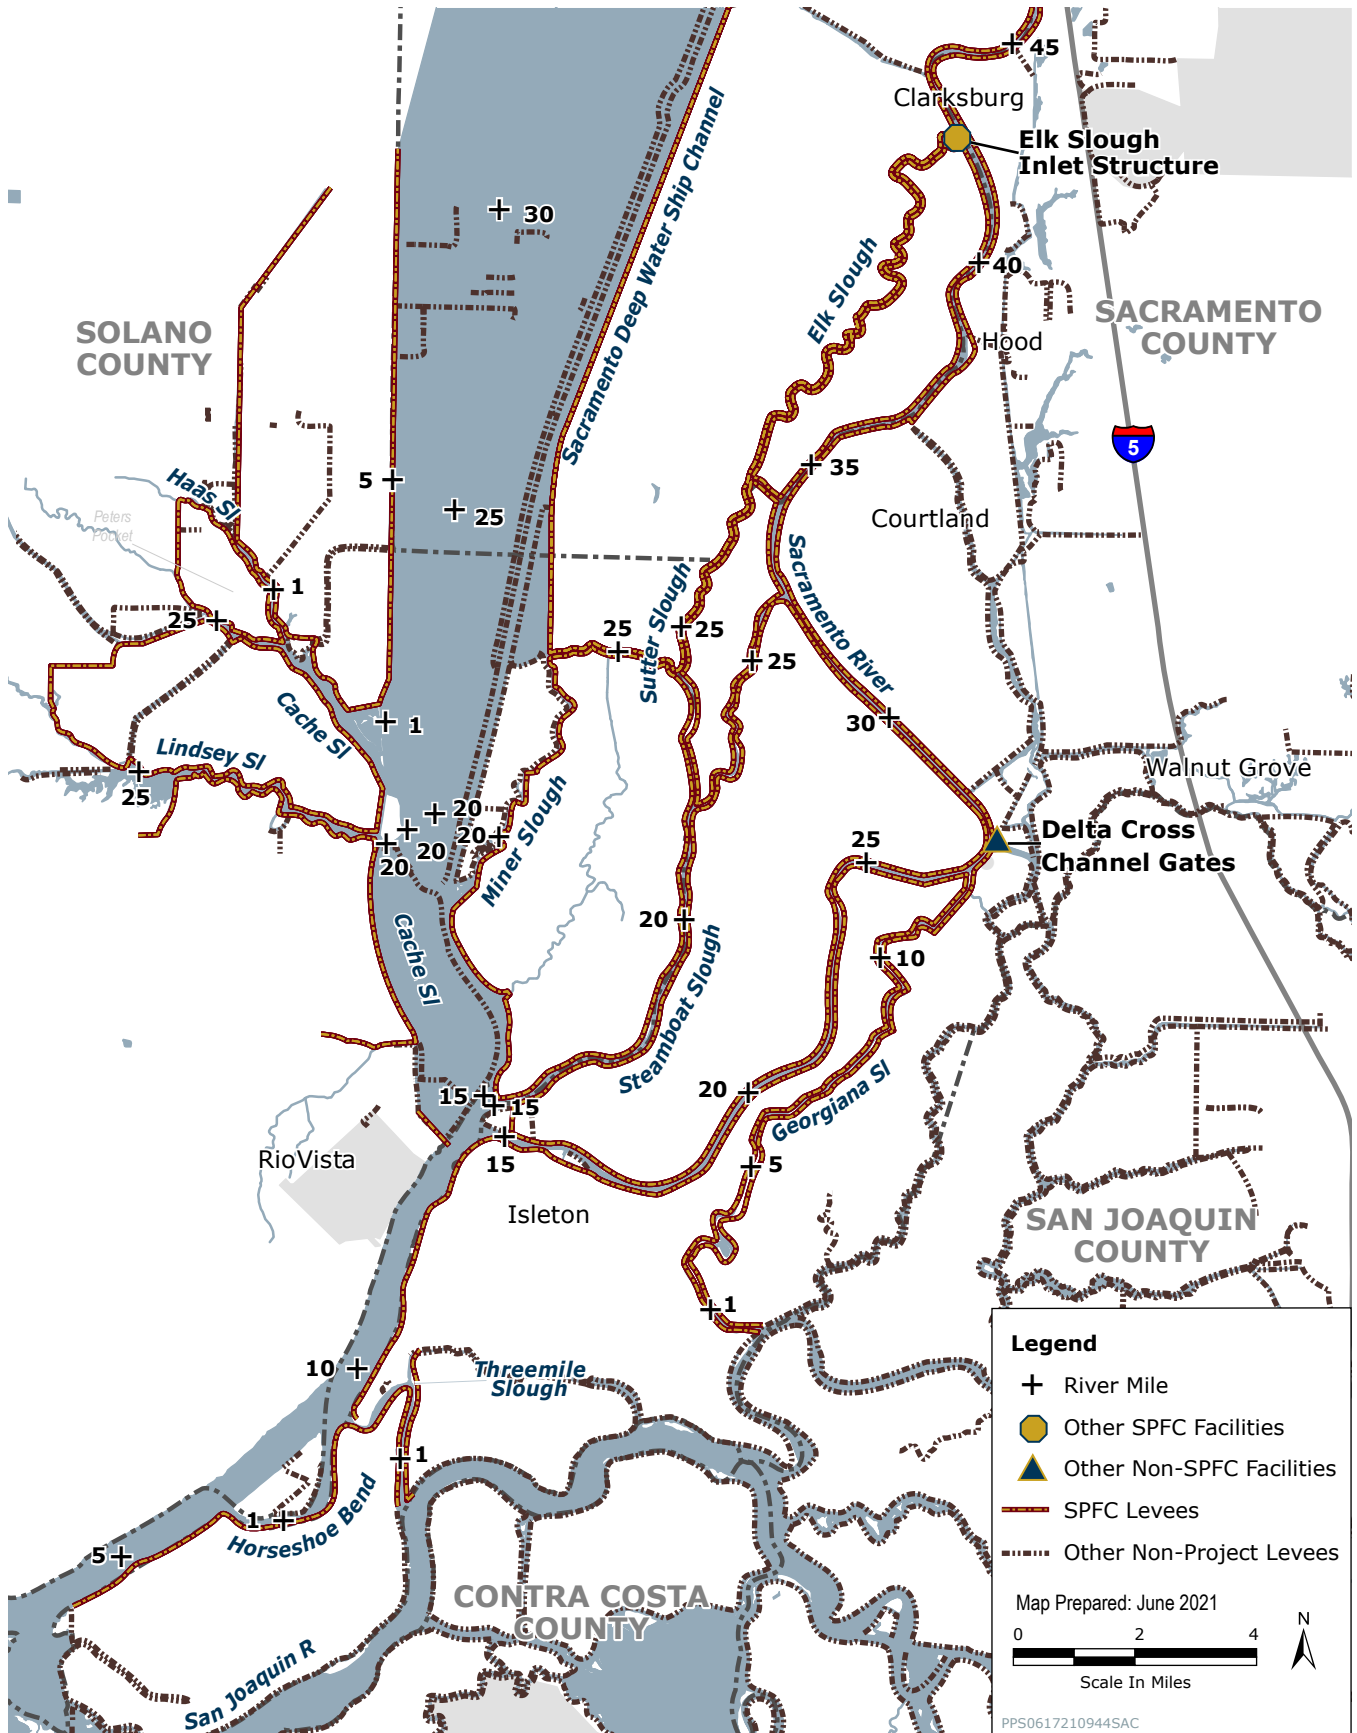 45
Clarksburg
Elk Slough
Inlet Structure
Sacramento Deep Water Ship Channel
30
Elk Slough
40
SOLANO
COUNTY
SACRAMENTO
COUNTY
Hood
5
35
5
Haas Sl
25
Peters
Pocket
Courtland
Sacramento River
1
25
25
Sutter Slough
25
25
Cache Sl
1
30
Lindsey Sl
25
Walnut Grove
20
20
20
20
Miner Slough
Delta Cross
Channel Gates
25
Cache Sl
20
10
Steamboat Slough
15
15
20
Georgiana Sl
15
5
RioVista
Isleton
SAN JOAQUIN
COUNTY
1
10
Threemile
Slough
1
Horseshoe Bend
1
5
CONTRA COSTA
COUNTY
San Joaquin R
Legend
River Mile
Other SPFC Facilities
Other Non-SPFC Facilities
SPFC Levees
Other Non-Project Levees
Map Prepared: June 2021
0 2 4
Scale In Miles
N
PPS0617210944SAC